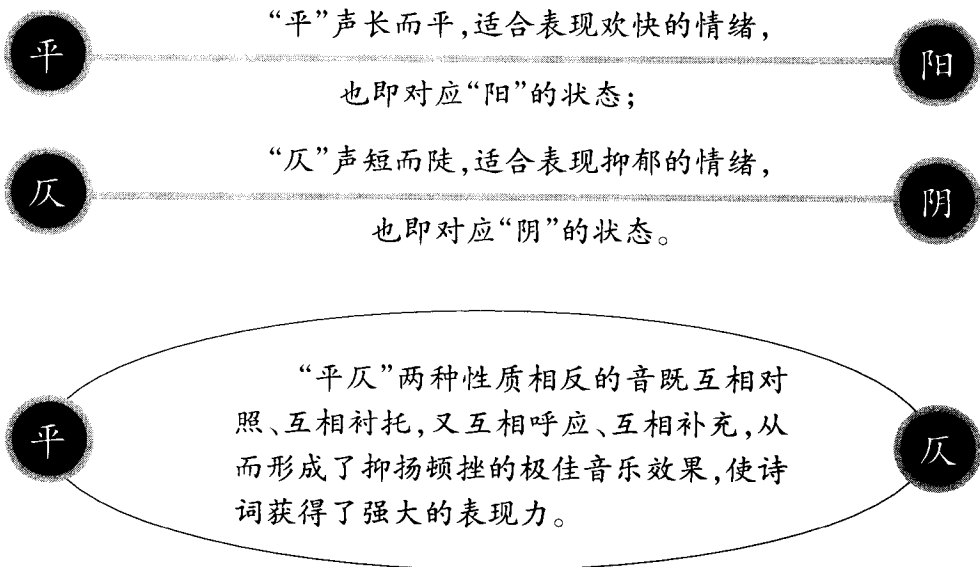 “平”声长而平,适合表现欢快的情绪,
平
阳
也即对应“阳”的状态;
“仄”声短而陡,适合表现抑郁的情绪,
仄
阴
也即对应“阴”的状态。
“平仄”两种性质相反的音既互相对
照、互相衬托,又互相呼应、互相补充,从
平
仄
而形成了抑扬顿挫的极佳音乐效果,使诗
词获得了强大的表现力。